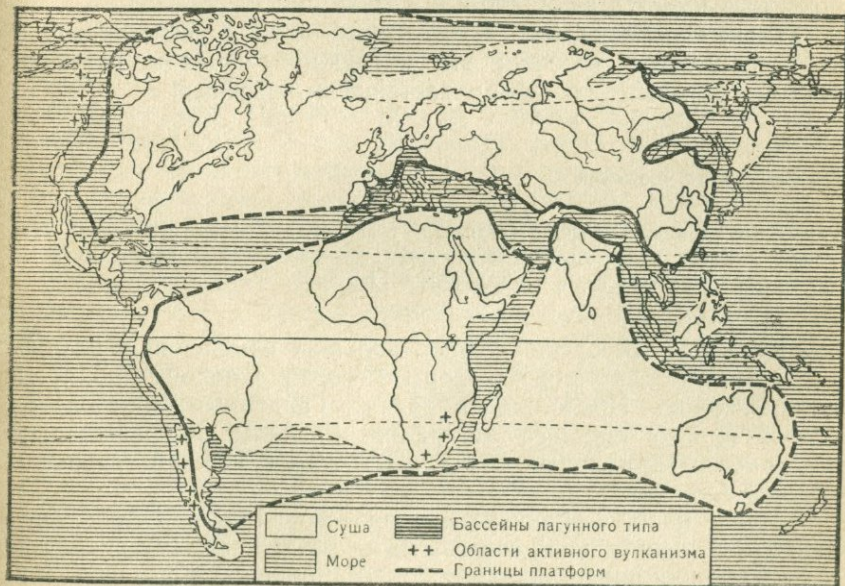 Суша
Море
Бассейны лагунного типа
Области активного вулканизма
Границы платформ